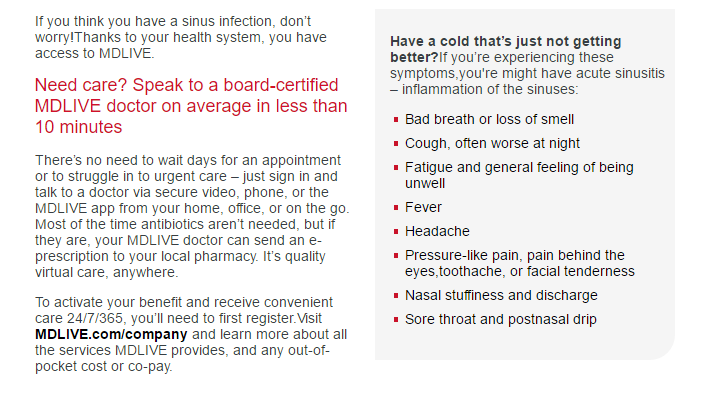 If you think you have a sinus infection, don’t
worry!Thanks to your health system, you have
access to MDLIVE.
Need care? Speak to a board-certified
MDLIVE doctor on average in less than
10 minutes
There’s no need to wait days for an appointment
or to struggle in to urgent care – just sign in and
talk to a doctor via secure video, phone, or the
MDLIVE app from your home, office, or on the go.
Most of the time antibiotics aren’t needed, but if
they are, your MDLIVE doctor can send an e-
prescription to your local pharmacy. It’s quality
virtual care, anywhere.
To activate your benefit and receive convenient
care 24/7/365, you’ll need to first register.Visit
MDLIVE.com/company and learn more about all
the services MDLIVE provides, and any out-of-
pocket cost or co-pay.
Have a cold that’s just not getting
better?If you’re experiencing these
symptoms,you're might have acute sinusitis
– inflammation of the sinuses:
Bad breath or loss of smell
Cough, often worse at night
Fatigue and general feeling of being
unwell
Fever
Headache
Pressure-like pain, pain behind the
eyes,toothache, or facial tenderness
Nasal stuffiness and discharge
Sore throat and postnasal drip